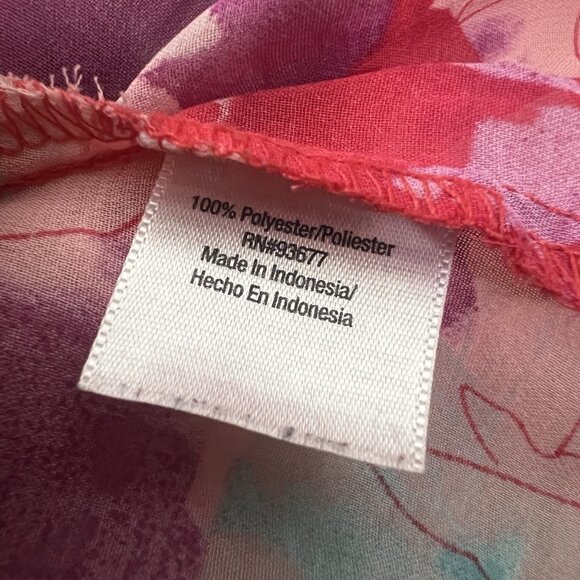 100% Polyester/Poliester
RN#93677
Made In Indonesia/
Hecho En Indonesia